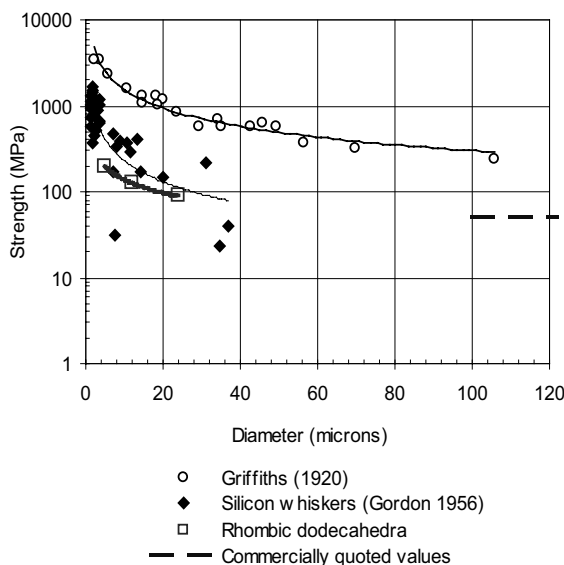 10000
1000
100
10
1
Strength (MPa)
0 20 40 60 80 100 120
Diameter (microns)
Griffiths (1920)
Silicon whiskers (Gordon 1956)
Rhombic dodecahedra
Commercially quoted values